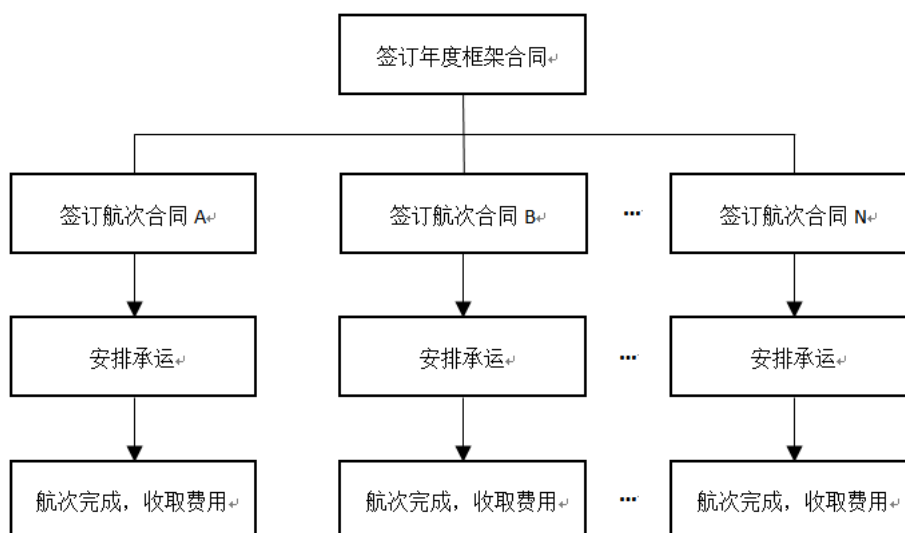 签订年度框架合同
签订航次合同 A
签订航次合同 B
...
签订航次合同 N
安排承运
安排承运
...
安排承运
航次完成，收取费用
航次完成，收取费用
...
航次完成，收取费用